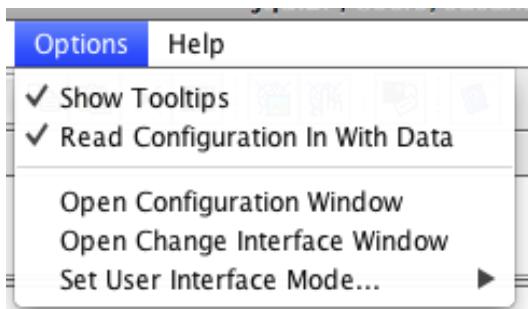 Options Help
✓ Show Tooltips
✓ Read Configuration In With Data
Open Configuration Window
Open Change Interface Window
Set User Interface Mode...